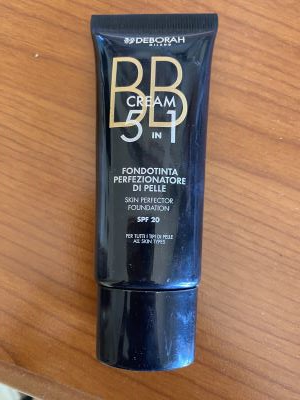 DEBORAH
MILANO
BB
CREAM
5 IN 1
FONDOTINTA
PERFEZIONATORE
DI PELLE
SKIN PERFECTOR
FOUNDATION
SPF 20
PER TUTTI I TIPI DI PELLE
ALL SKIN TYPES